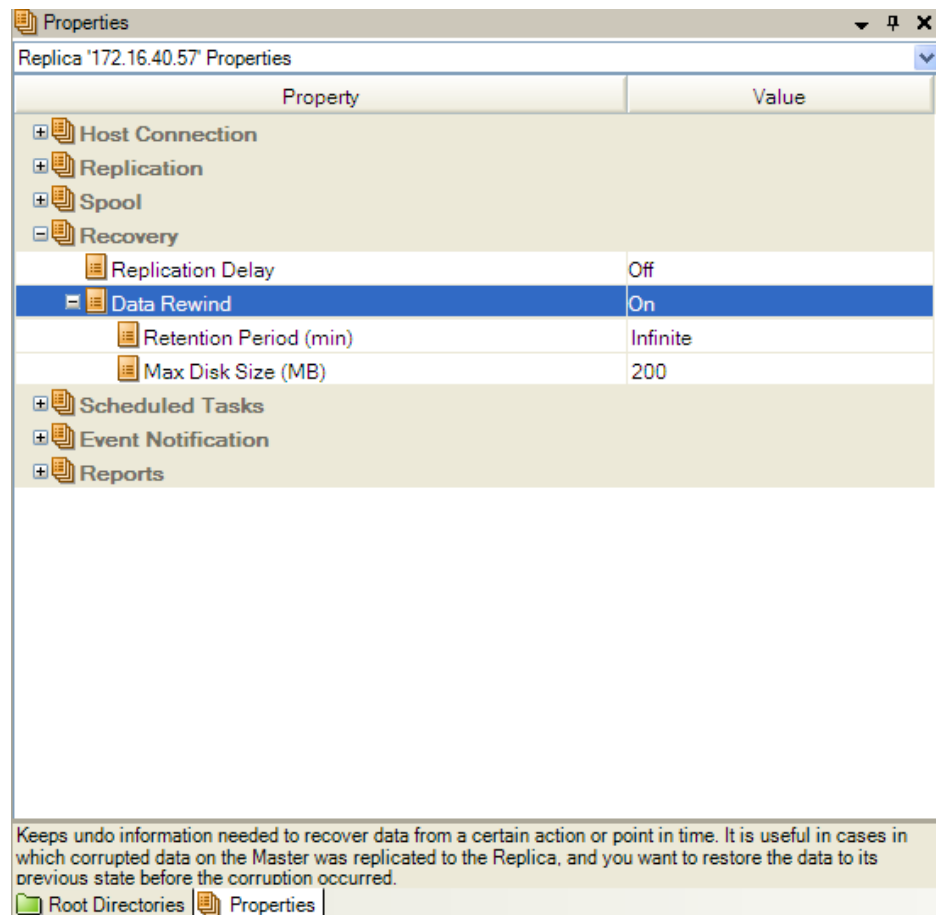 Properties
Replica '172.16.40.57' Properties
Property Value
Host Connection
Replication
Spool
Recovery
Replication Delay Off
Data Rewind On
Retention Period (min) Infinite
Max Disk Size (MB) 200
Scheduled Tasks
Event Notification
Reports
Keeps undo information needed to recover data from a certain action or point in time. It is useful in cases in
which corrupted data on the Master was replicated to the Replica, and you want to restore the data to its
previous state before the corruption occurred.
Root Directories Properties